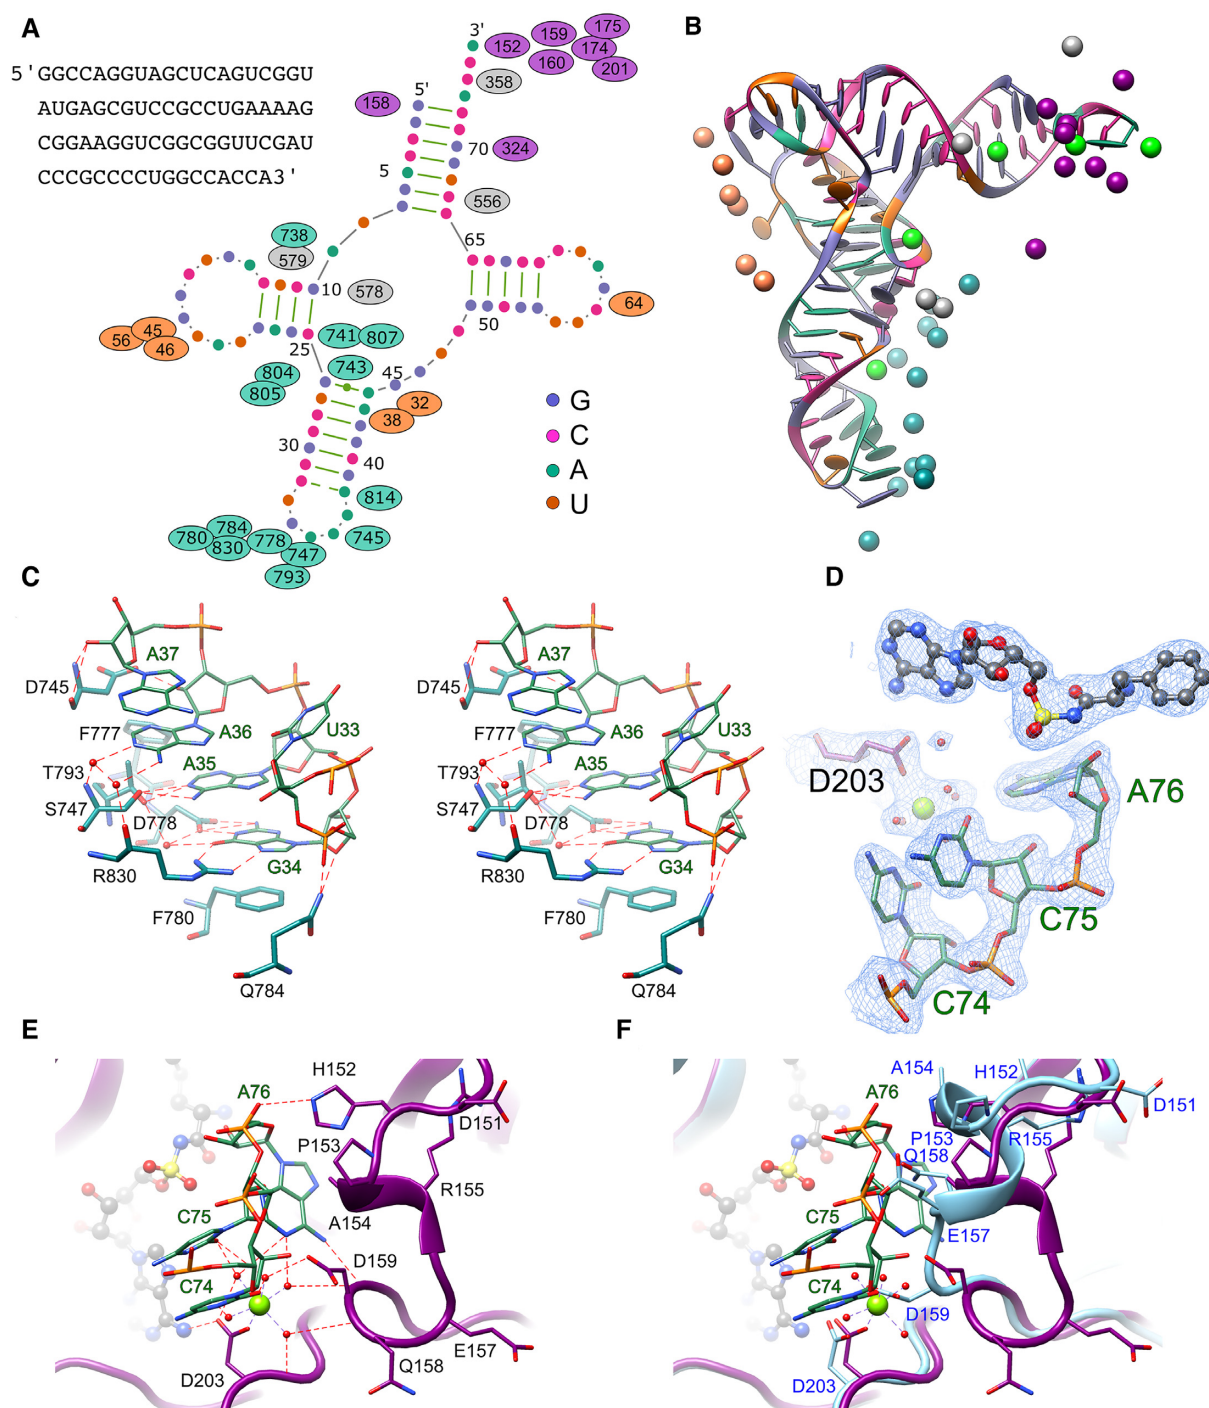 A
5'GGCCAGGUAGCUCAGUCGGU
AUGAGCGUCCGCCUGAAAAG
CGGAAGGUCGGCGGUUCGAU
CCCGCCCCUGGCCACCA3'
3'
152
159
175
174
160
201
358
158
5'
70
324
5
556
738
579
65
10
578
64
50
45
56
46
25
741
807
743
45
804
805
32
38
30
40
814
784
780
830
778
747
745
793
G
C
A
U
B
C
A37
D745
F777
A36
U33
T793
A35
S747
D778
R830
G34
F780
Q784
A37
D745
F777
A36
U33
T793
A35
S747
D778
R830
G34
F780
Q784
D
D203
A76
C75
C74
E
H152
A76
D151
P153
R155
C75
A154
D159
C74
E157
Q158
D203
F
A154
H152
A76
D151
P153
R155
Q158
C75
E157
C74
D159
D203